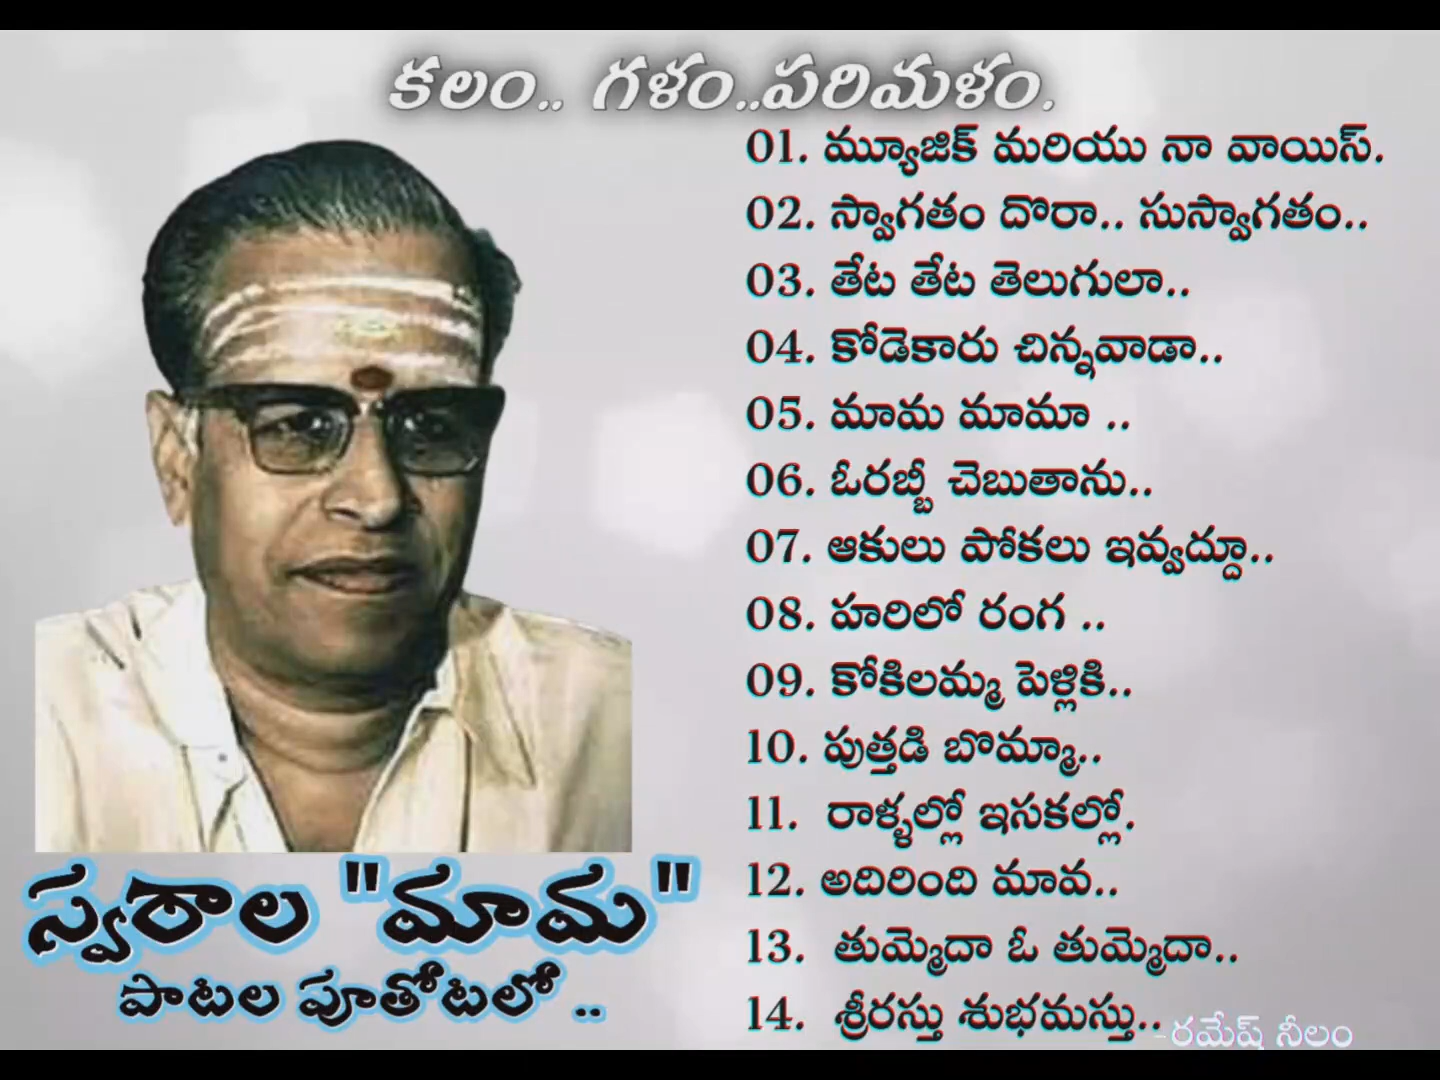 కలం.. గళం..పరిమళం.
01. మ్యూజిక్ మరియు నా వాయిస్.
02. స్వాగతం దొరా.. సుస్వాగతం..
03. తేట తేట తెలుగులా..
04. కోడెకారు చిన్నవాడా..
05. మామ మామా ..
06. ఓరబ్బీ చెబుతాను..
07. ఆకులు పోకలు ఇవ్వద్దూ..
08. హరిలో రంగ ..
09. కోకిలమ్మ పెళ్లికి..
10. పుత్తడి బొమ్మా..
11. రాళ్ళల్లో ఇసకల్లో.
12. అదిరింది మావ..
13. తుమ్మెదా ఓ తుమ్మెదా..
14. శ్రీరస్తు శుభమస్తు..
-రమేష్ నీలం
స్వరాల "మామ"
పాటల పూతోటలో ..